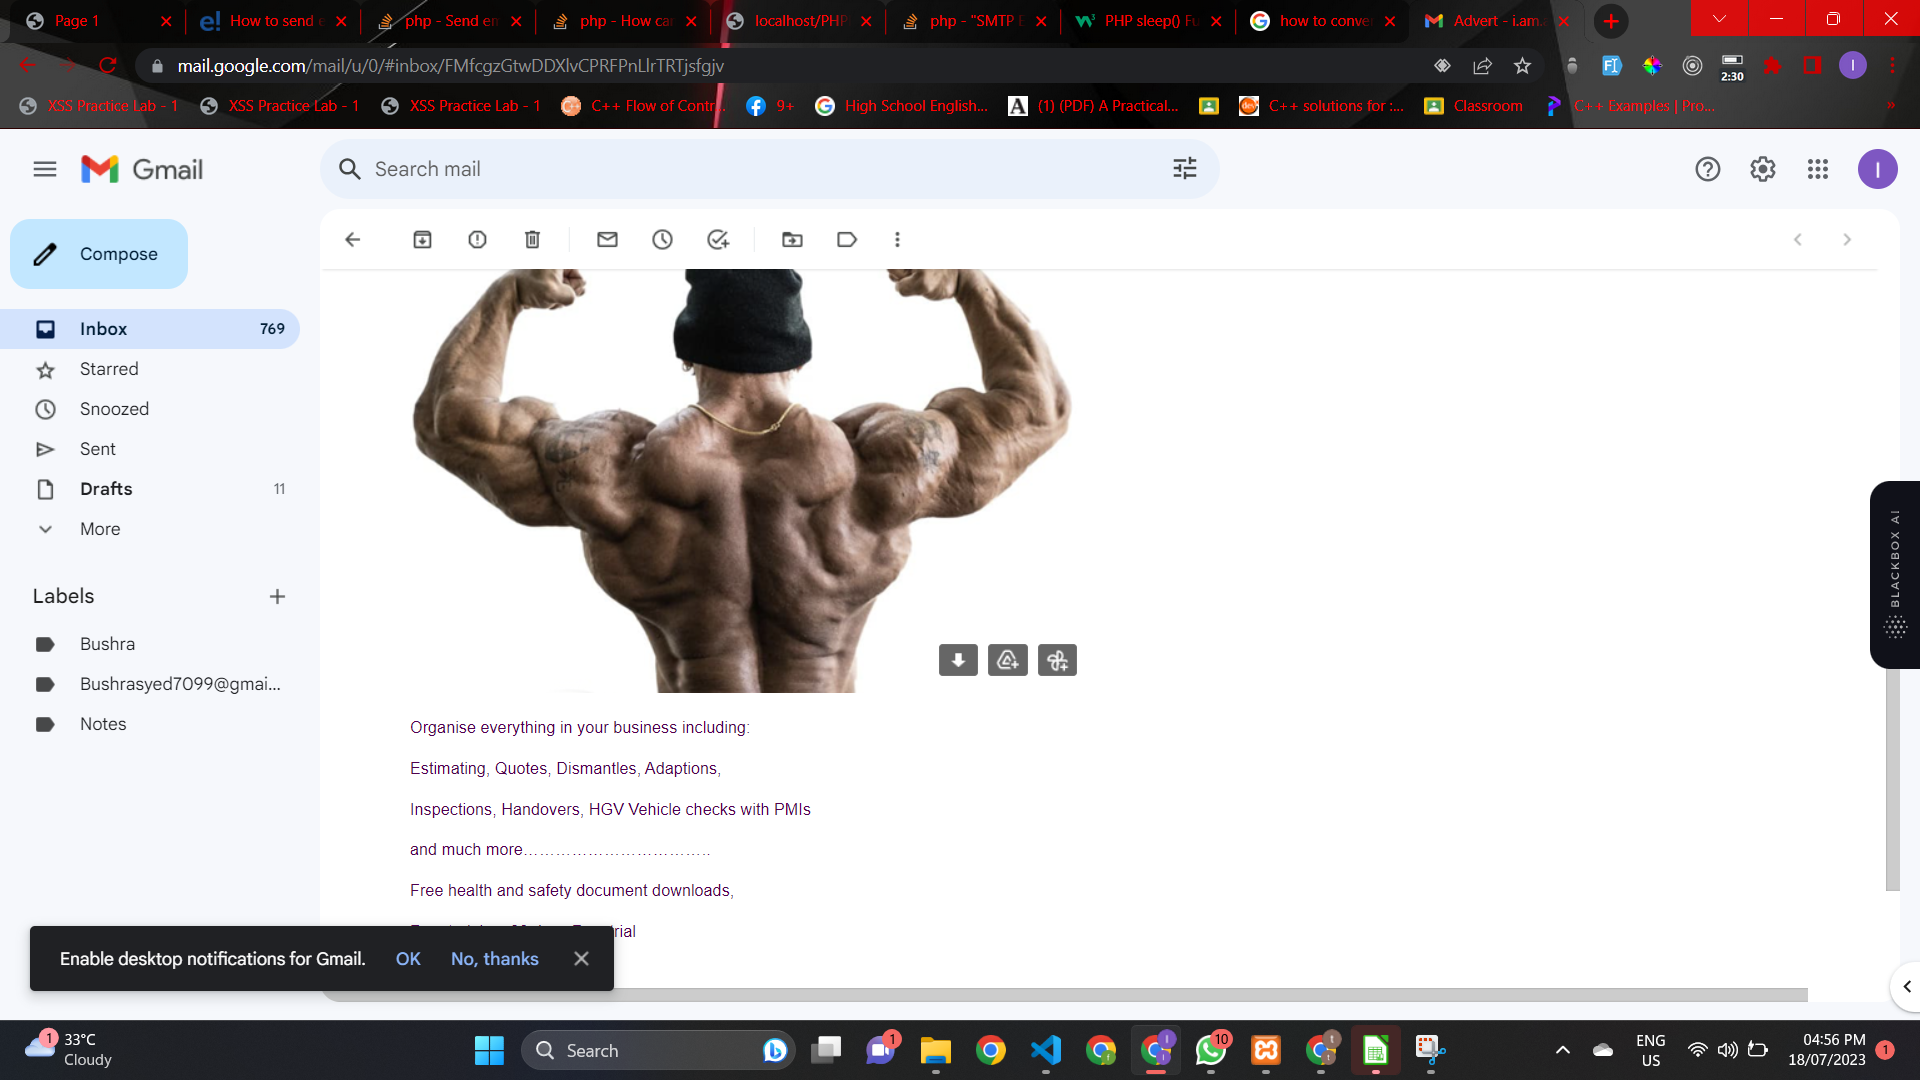 Page 1
How to send e
php - Send em
php - How can
localhost/PHP
php - "SMTP
PHP sleep() Fu
how to conver
Advert - i.am.
mail.google.com/mail/u/0/#inbox/FMfcgzGtwDDXlvCPRFPnLlrTRTjsfgjv
2:30
I
XSS Practice Lab - 1
XSS Practice Lab - 1
XSS Practice Lab - 1
C++ Flow of Contr...
9+
High School English...
(1) (PDF) A Practical...
C++ solutions for :...
Classroom
C++ Examples | Pro...
Gmail
Search mail
I
Compose
Inbox 769
Starred
Snoozed
Sent
Drafts 11
More
Labels
Bushra
Bushrasyed7099@gmai...
Notes
BLACKBOX AI
Organise everything in your business including:
Estimating, Quotes, Dismantles, Adaptions,
Inspections, Handovers, HGV Vehicle checks with PMIs
and much more……………………………..
Free health and safety document downloads,
Enable desktop notifications for Gmail. OK No, thanks
1
33°C
Cloudy
Search
1
10
ENG
US
04:56 PM
18/07/2023
1